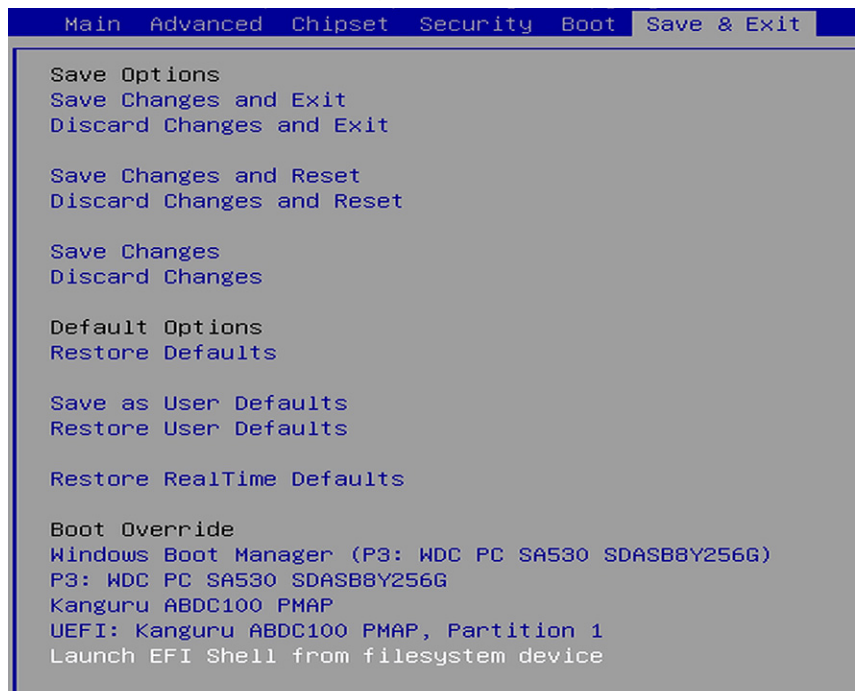 Main Advanced Chipset Security Boot Save & Exit
Save Options
Save Changes and Exit
Discard Changes and Exit
Save Changes and Reset
Discard Changes and Reset
Save Changes
Discard Changes
Default Options
Restore Defaults
Save as User Defaults
Restore User Defaults
Restore RealTime Defaults
Boot Override
Windows Boot Manager (P3: WDC PC SA530 SDASB8Y256G)
P3: WDC PC SA530 SDASB8Y256G
Kanguru ABDC100 PMAP
UEFI: Kanguru ABDC100 PMAP, Partition 1
Launch EFI Shell from filesystem device